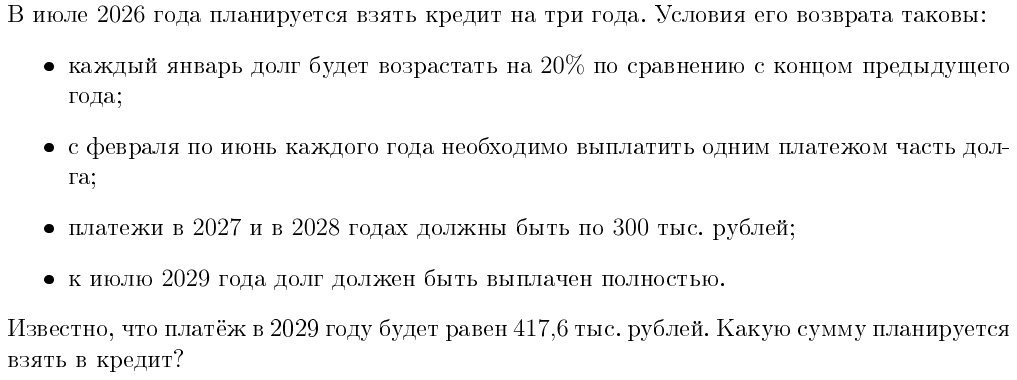 В июле 2026 года планируется взять кредит на три года. Условия его возврата таковы:
• каждый январь долг будет возрастать на 20% по сравнению с концом предыдущего
года;
• с февраля по июнь каждого года необходимо выплатить одним платежом часть дол-
га;
• платежи в 2027 и в 2028 годах должны быть по 300 тыс. рублей;
• к июлю 2029 года долг должен быть выплачен полностью.
Известно, что платёж в 2029 году будет равен 417,6 тыс. рублей. Какую сумму планируется
взять в кредит?